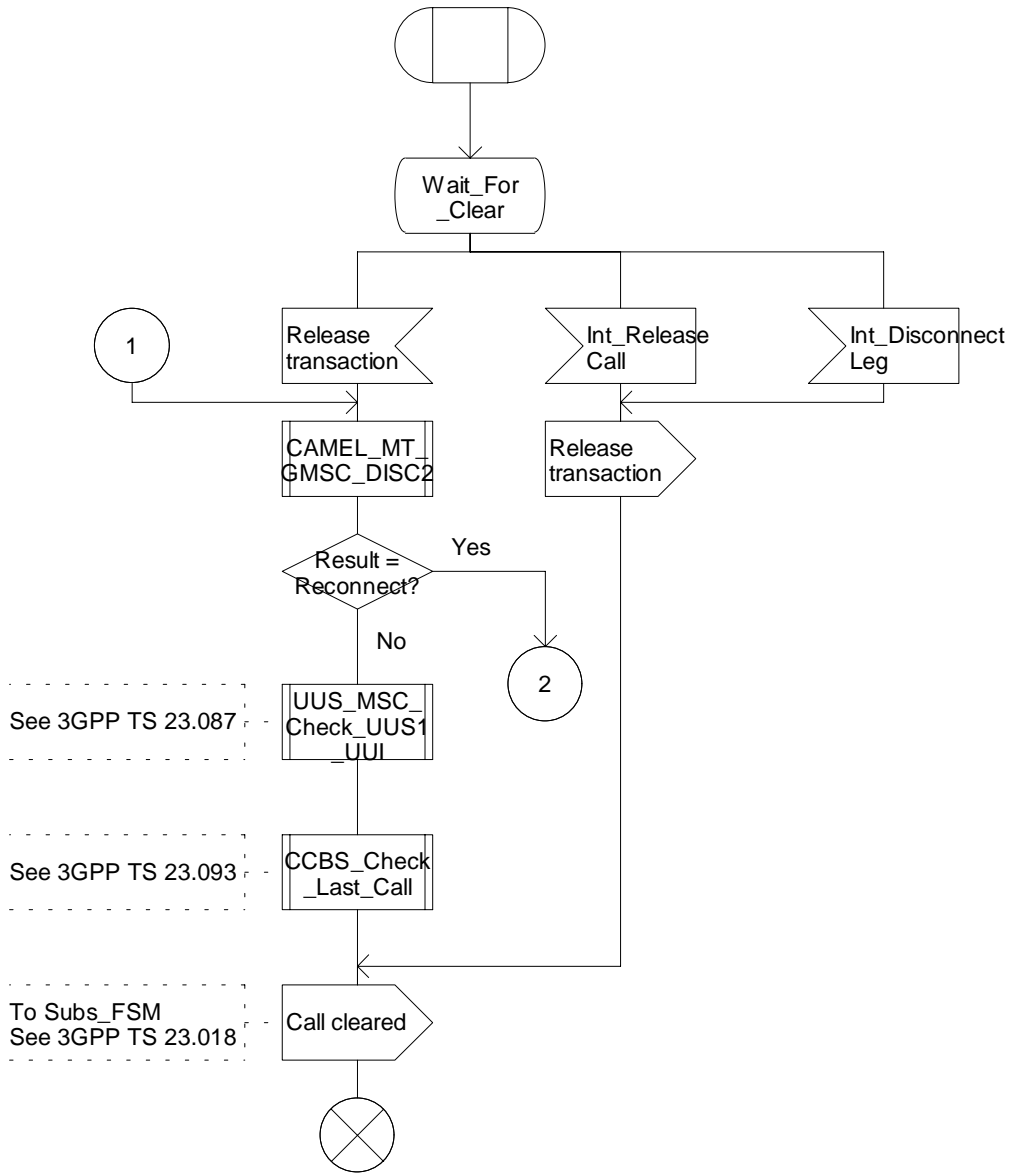 Wait_For
_Clear
1
Release
transaction
Int_Release
Call
Int_Disconnect
Leg
CAMEL_MT_
GMSC_DISC2
Release
transaction
Result =
Reconnect?
Yes
No
2
See 3GPP TS 23.087
UUS_MSC_
Check_UUS1
_UUI
See 3GPP TS 23.093
CCBS_Check
_Last_Call
To Subs_FSM
See 3GPP TS 23.018
Call cleared